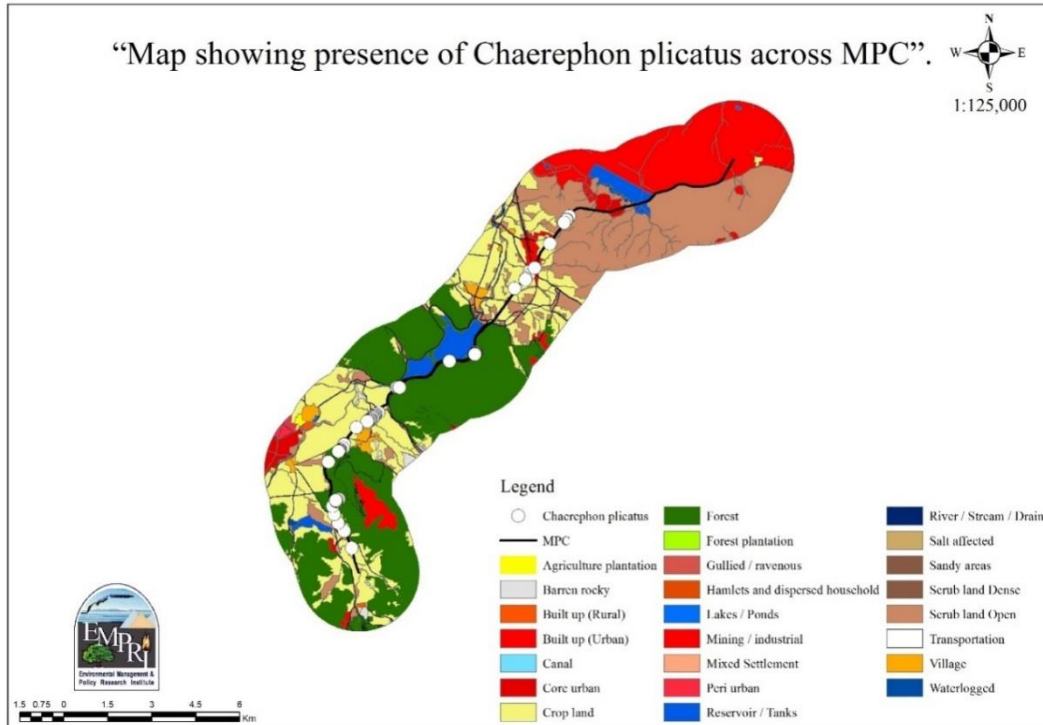 “Map showing presence of Chaerephon plicatus across MPC”.
N
W
E
S
1:125,000
Legend
Chaerephon plicatus
MPC
Agriculture plantation
Barren rocky
Built up (Rural)
Built up (Urban)
Canal
Core urban
Crop land
Forest
Forest plantation
Gullied / ravenous
Hamlets and dispersed household
Lakes / Ponds
Mining / industrial
Mixed Settlement
Peri urban
Reservoir / Tanks
River / Stream / Drain
Salt affected
Sandy areas
Scrub land Dense
Scrub land Open
Transportation
Village
Waterlogged
EMPRI
Environmental Management &
Policy Research Institute
1.5 0.75 0 1.5 3 4.5 6
Km